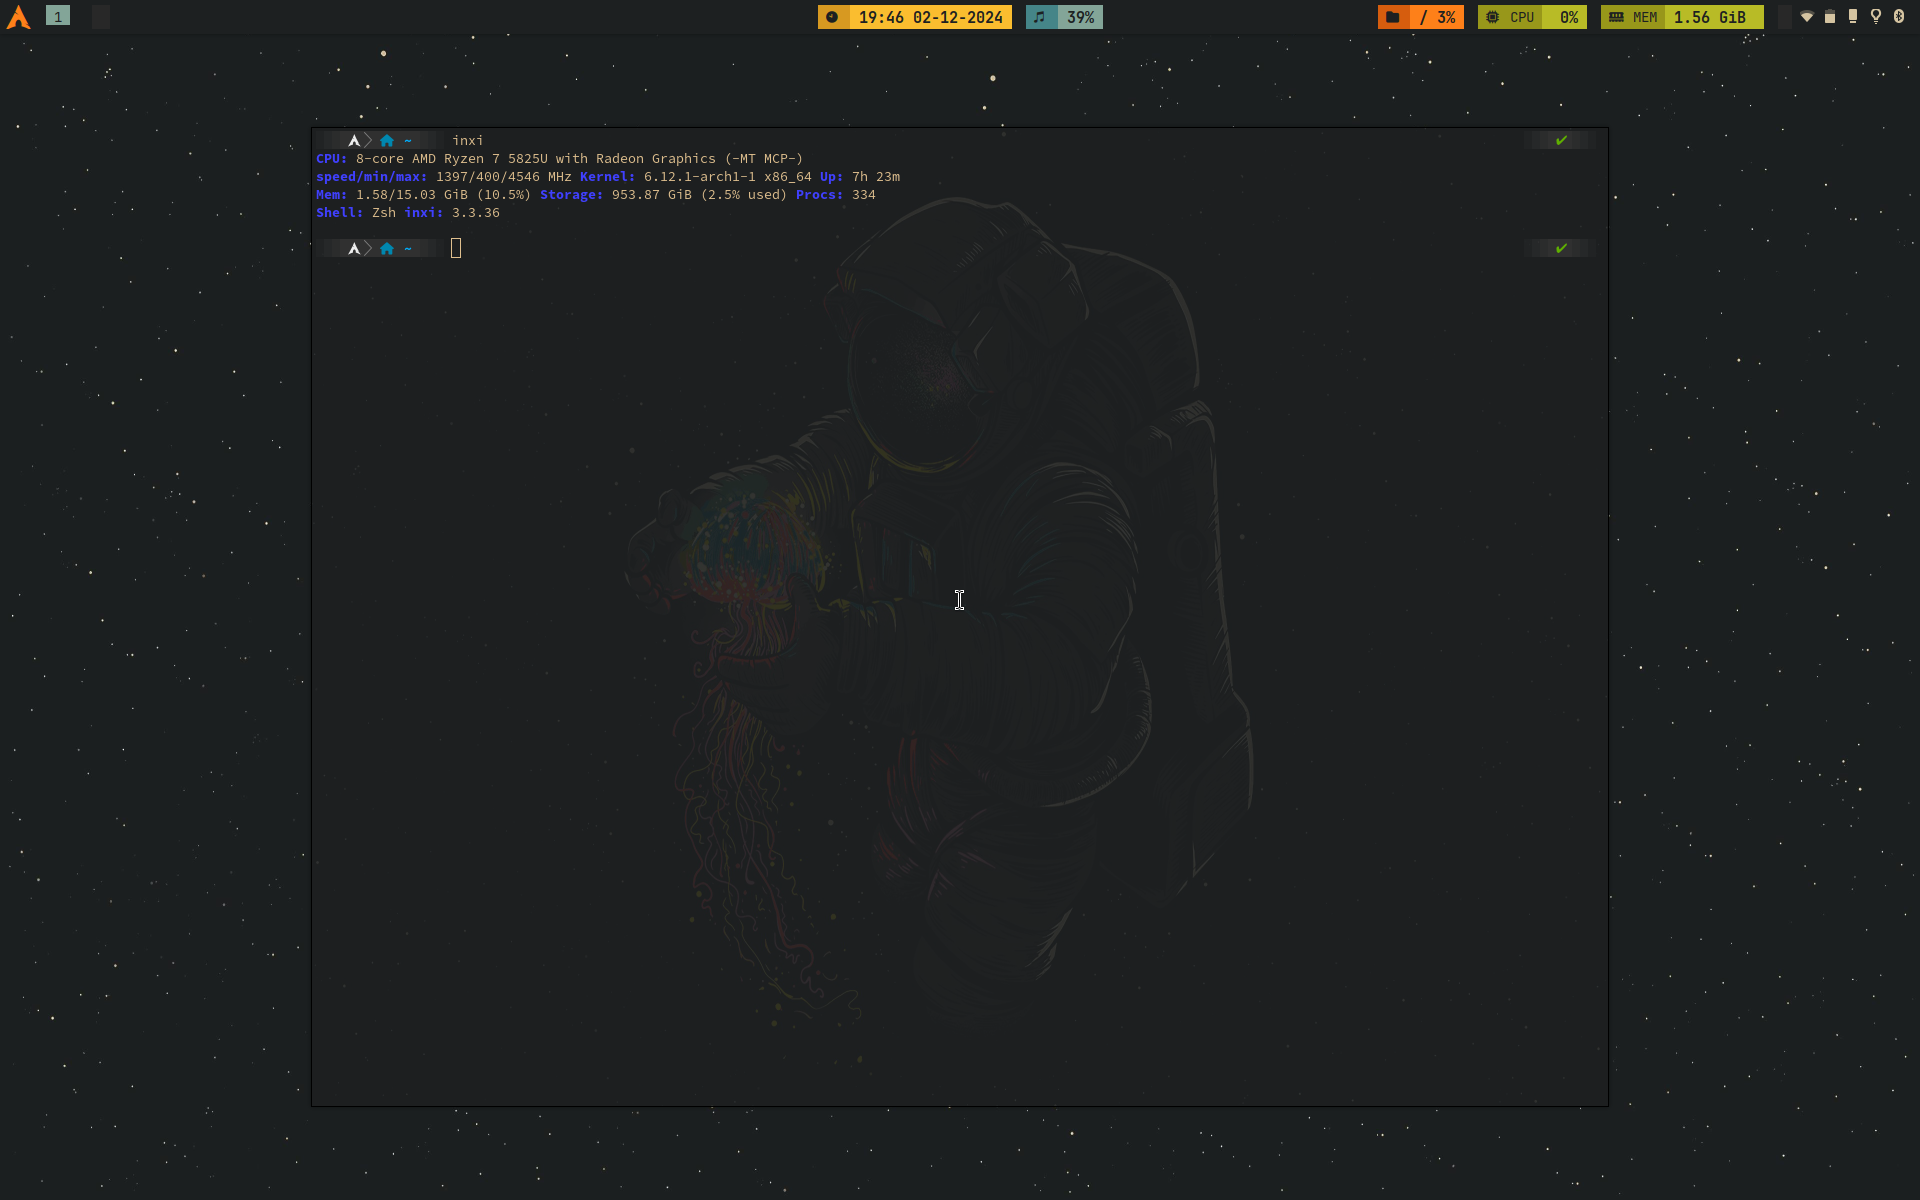 1
19:46 02-12-2024
39%
/ 3%
CPU 0%
MEM 1.56 GiB
~ inxi
CPU: 8-core AMD Ryzen 7 5825U with Radeon Graphics (-MT MCP-)
speed/min/max: 1397/400/4546 MHz Kernel: 6.12.1-arch1-1 x86_64 Up: 7h 23m
Mem: 1.58/15.03 GiB (10.5%) Storage: 953.87 GiB (2.5% used) Procs: 334
Shell: Zsh inxi: 3.3.36
~